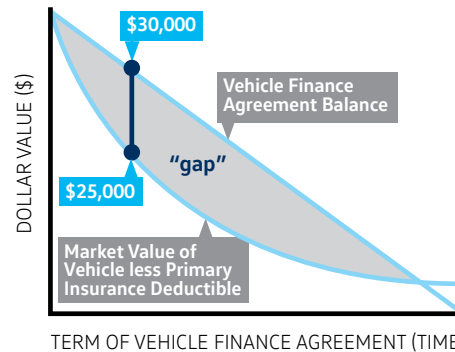 $30,000
Vehicle Finance
Agreement Balance
"gap"
$25,000
Market Value of
Vehicle less Primary
Insurance Deductible
DOLLAR VALUE ($)
TERM OF VEHICLE FINANCE AGREEMENT (TIME